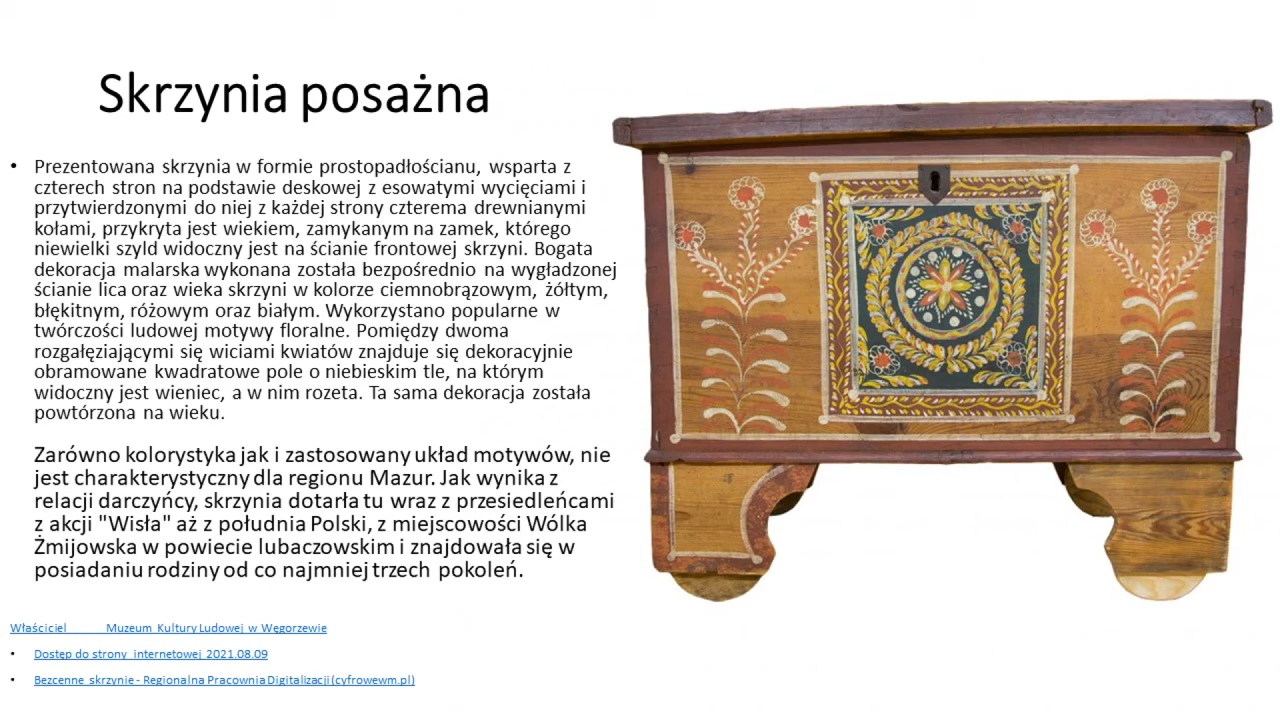 Skrzynia posażna
• Prezentowana skrzynia w formie prostopadłościanu, wsparta z
czterech stron na podstawie deskowej z esowatymi wycięciami i
przytwierdzonymi do niej z każdej strony czterema drewnianymi
kołami, przykryta jest wiekiem, zamykanym na zamek, którego
niewielki szyld widoczny jest na ścianie frontowej skrzyni. Bogata
dekoracja malarska wykonana została bezpośrednio na wygładzonej
ścianie lica oraz wieka skrzyni w kolorze ciemnobrązowym, żółtym,
błękitnym, różowym oraz białym. Wykorzystano popularne w
twórczości ludowej motywy floralne. Pomiędzy dwoma
rozgałęziającymi się wiciami kwiatów znajduje się dekoracyjnie
obramowane kwadratowe pole o niebieskim tle, na którym
widoczny jest wieniec, a w nim rozeta. Ta sama dekoracja została
powtórzona na wieku.
Zarówno kolorystyka jak i zastosowany układ motywów, nie
jest charakterystyczny dla regionu Mazur. Jak wynika z
relacji darczyńcy, skrzynia dotarła tu wraz z przesiedleńcami
z akcji "Wisła" aż z południa Polski, z miejscowości Wólka
Żmijowska w powiecie lubaczowskim i znajdowała się w
posiadaniu rodziny od co najmniej trzech pokoleń.
Właściciel Muzeum Kultury Ludowej w Węgorzewie
• Dostęp do strony internetowej 2021.08.09
• Bezcenne skrzynie - Regionalna Pracownia Digitalizacji (cyfrowewm.pl)